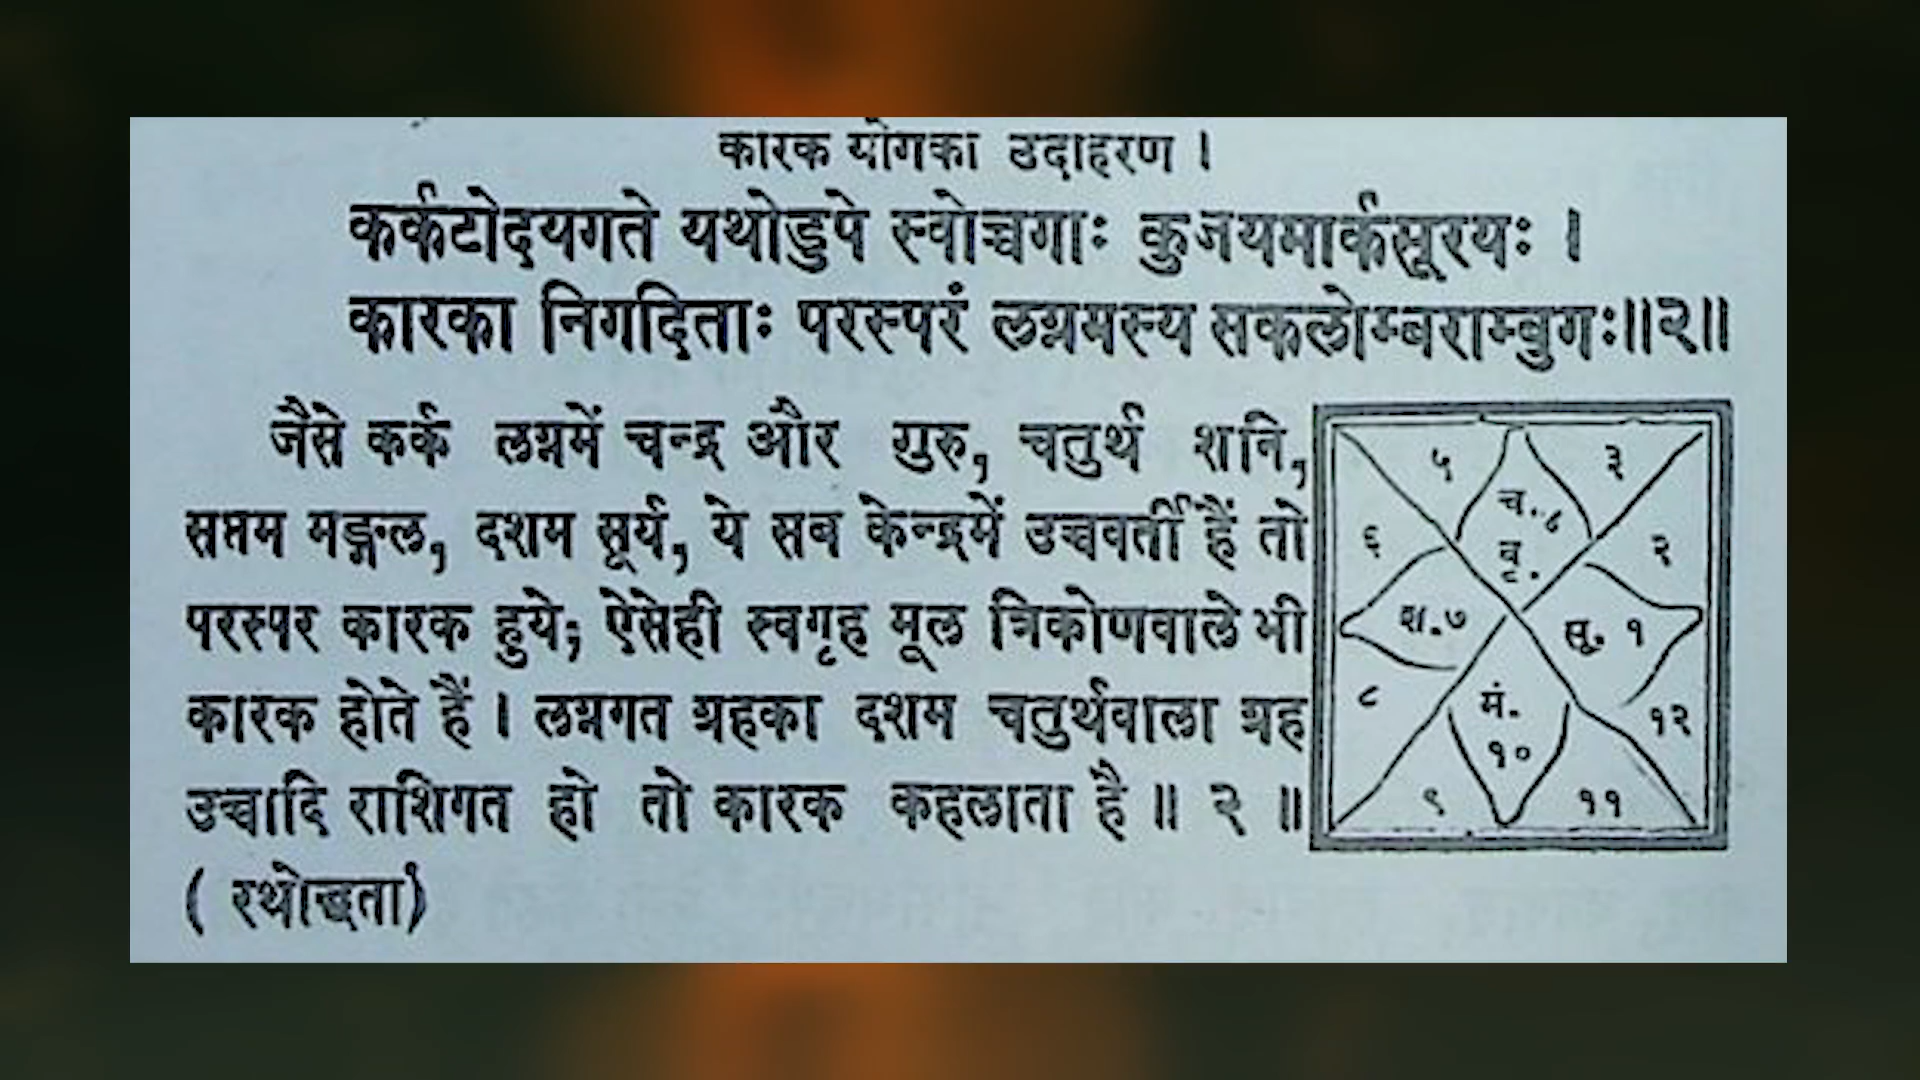 कारक योगका उदाहरण ।
कर्कटोदयगते यथोडुपे स्वोच्चगाः कुजयमार्कसूरयः ।
कारका निगदिताः परस्परं लग्नमस्य सकलोम्बराम्बुगः॥२॥
जैसे कर्क लग्नमें चन्द्र और गुरु, चतुर्थ शनि,
सप्तम मङ्गल, दशम सूर्य, ये सब केन्द्रमें उच्चवर्ती हैं तो
परस्पर कारक हुये; ऐसेही स्वगृह मूल त्रिकोणवाले भी
कारक होते हैं । लग्नगत ग्रहका दशम चतुर्थवाला ग्रह
उच्चादि राशिगत हो तो कारक कहलाता है ॥ २ ॥
( रथोद्धता)
५ ३
च. ४
६ बृ. २
श.७ सू. १
८ मं. १२
१०
९ ११